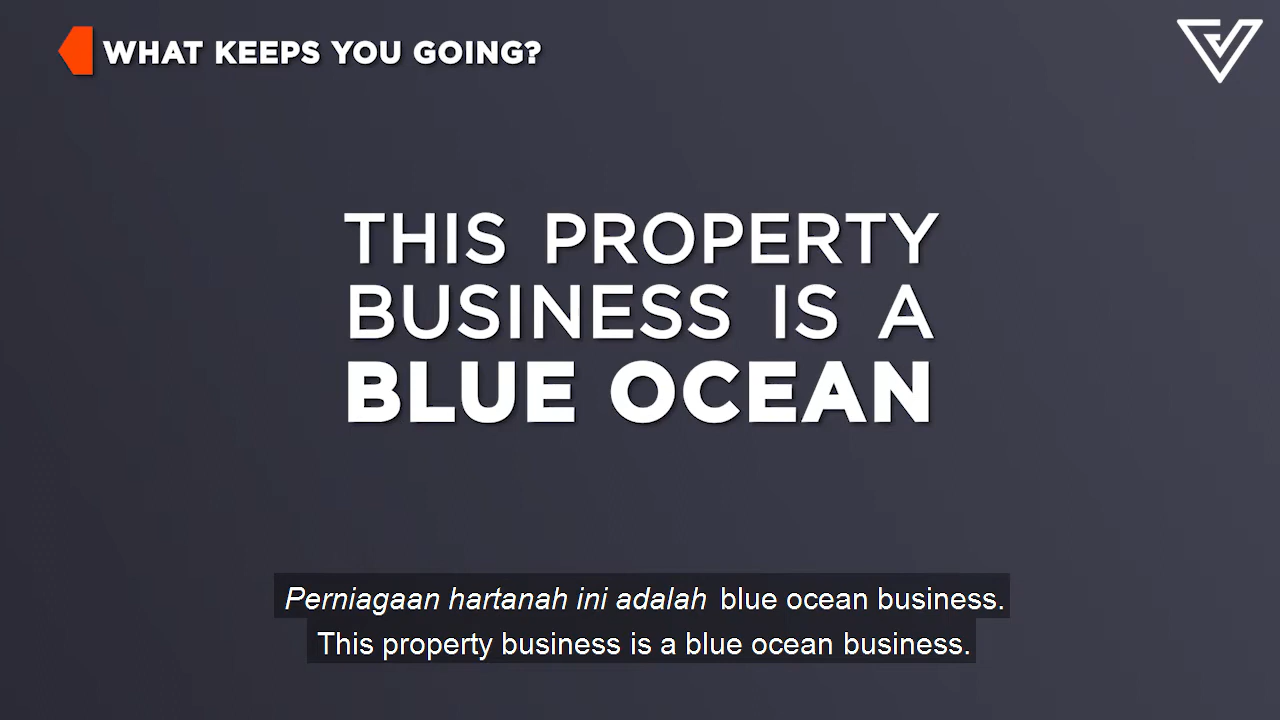 WHAT KEEPS YOU GOING?
THIS PROPERTY
BUSINESS IS A
BLUE OCEAN
Perniagaan hartanah ini adalah blue ocean business.
This property business is a blue ocean business.